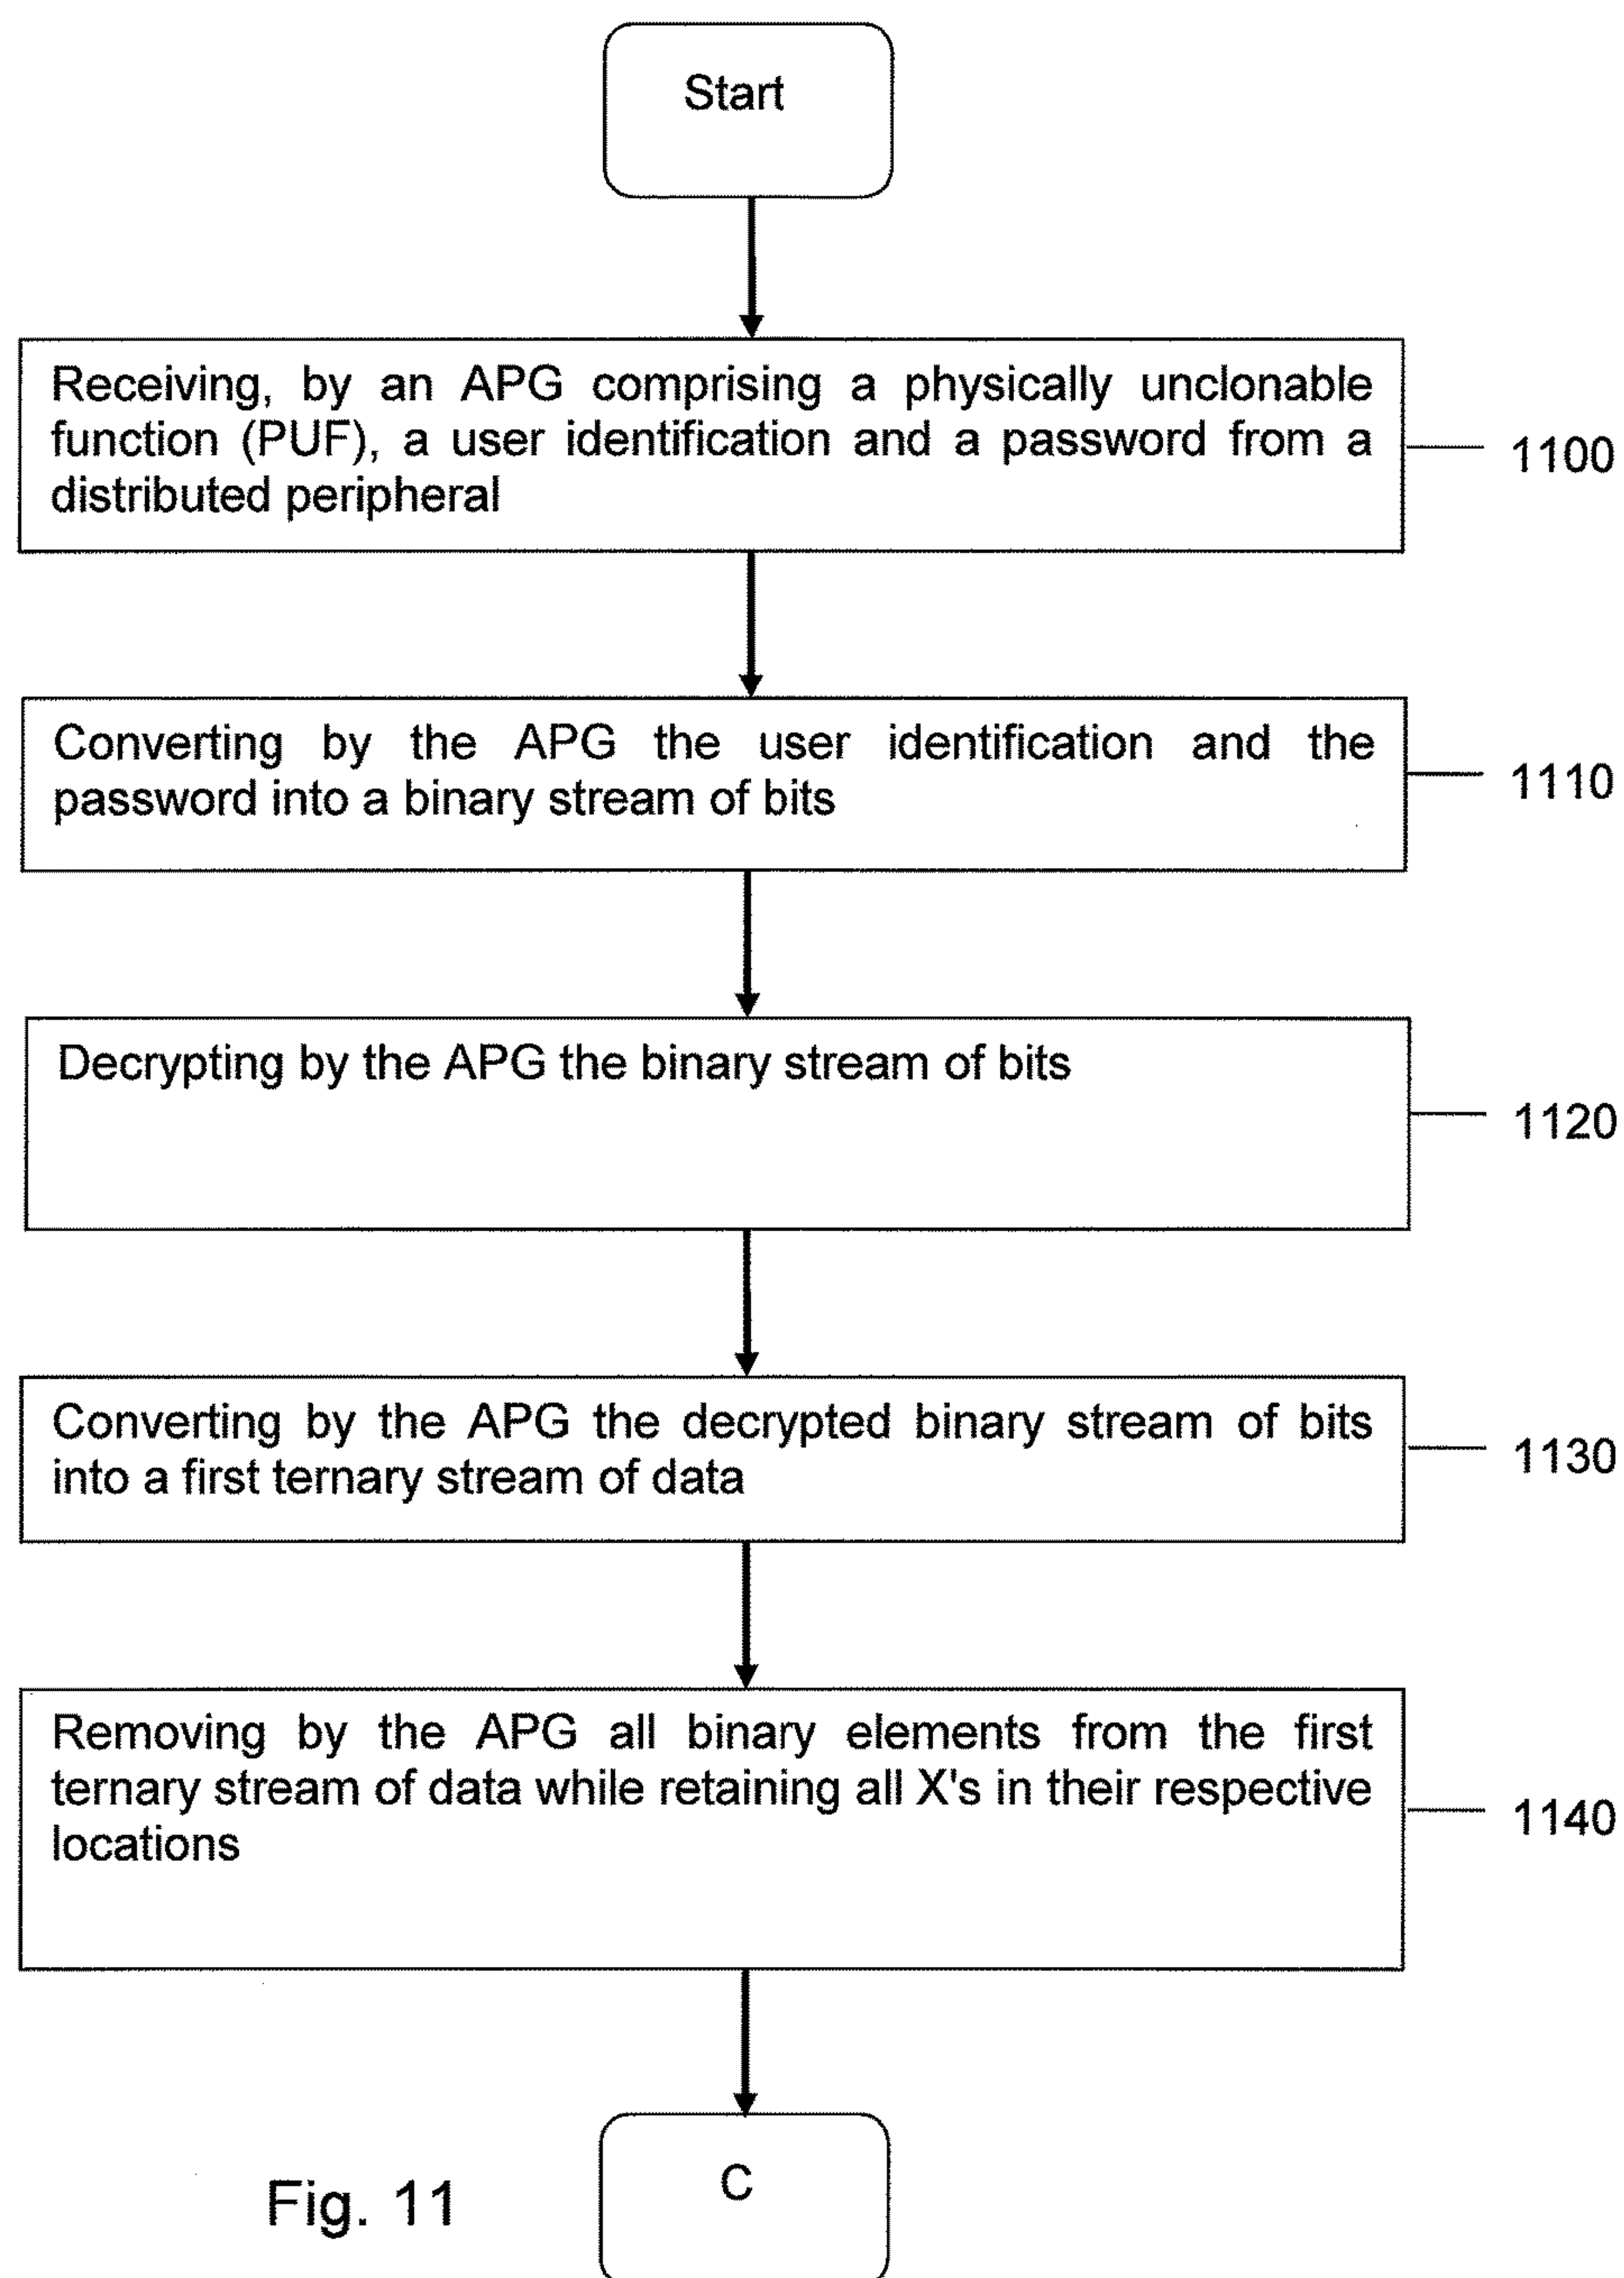 Start
Receiving, by an APG comprising a physically unclonable
function (PUF), a user identification and a password from a
distributed peripheral
1100
Converting by the APG the user identification and the
password into a binary stream of bits
1110
Decrypting by the APG the binary stream of bits
1120
Converting by the APG the decrypted binary stream of bits
into a first ternary stream of data
1130
Removing by the APG all binary elements from the first
ternary stream of data while retaining all X's in their respective
locations
1140
C
Fig. 11